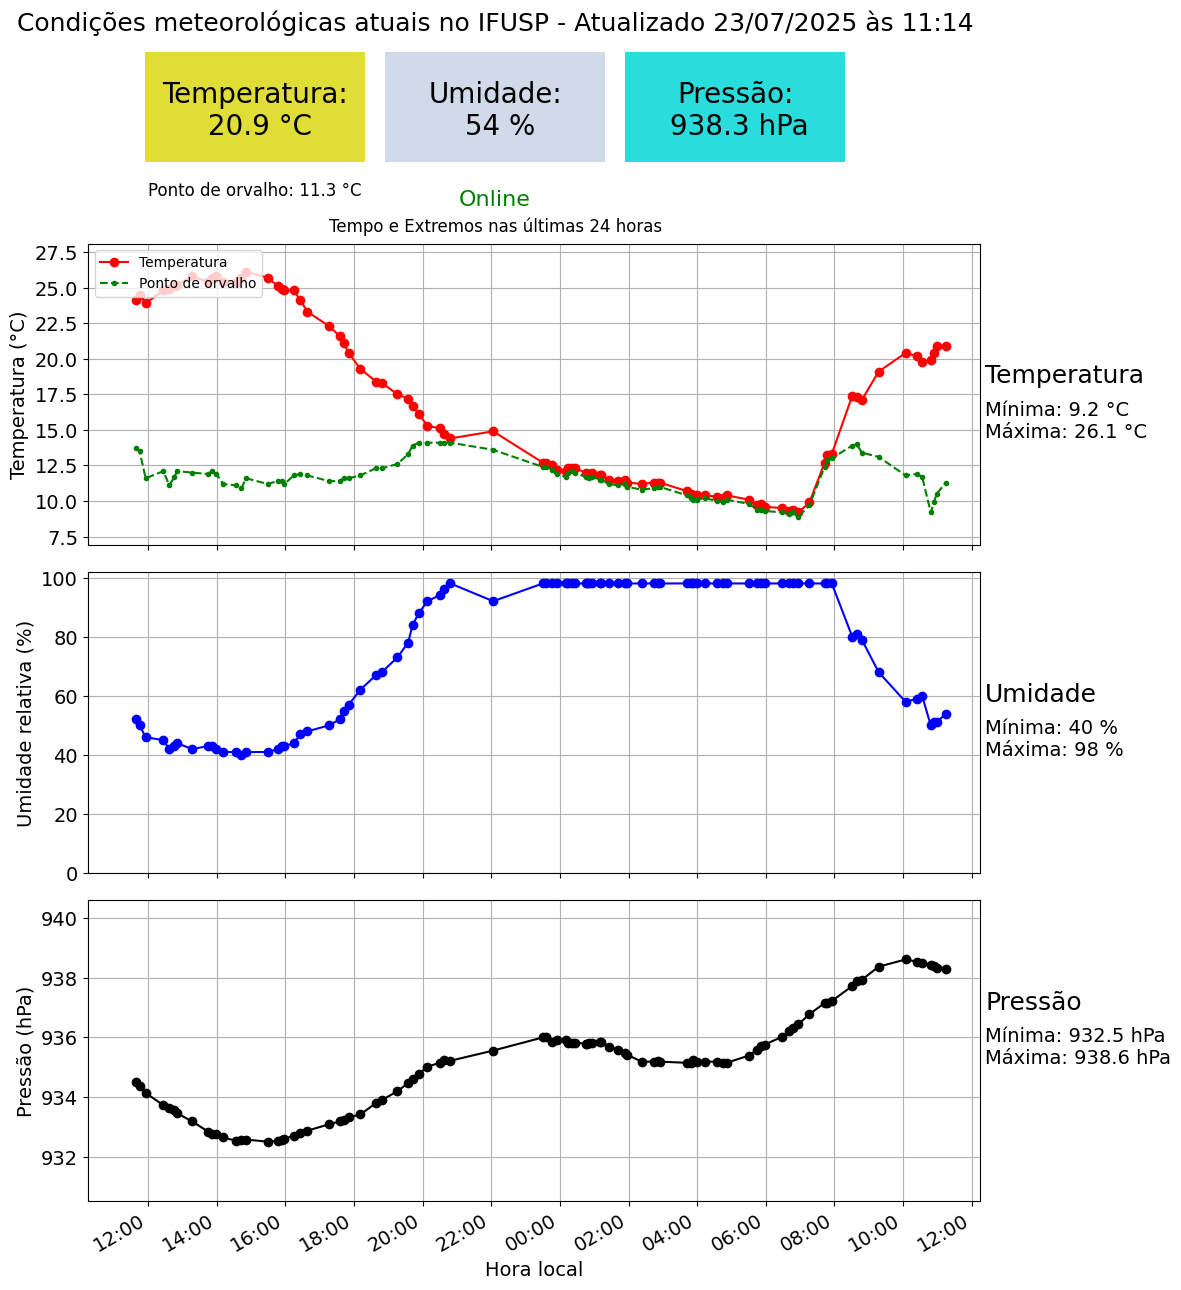 Condições meteorológicas atuais no IFUSP - Atualizado 23/07/2025 às 11:14
Temperatura:
20.9 °C
Umidade:
54 %
Pressão:
938.3 hPa
Ponto de orvalho: 11.3 °C
Online
Tempo e Extremos nas últimas 24 horas
Temperatura (°C)
27.5
25.0
22.5
20.0
17.5
15.0
12.5
10.0
7.5
Temperatura
Ponto de orvalho
Temperatura
Mínima: 9.2 °C
Máxima: 26.1 °C
Umidade relativa (%)
100
80
60
40
20
0
Umidade
Mínima: 40 %
Máxima: 98 %
Pressão (hPa)
940
938
936
934
932
Pressão
Mínima: 932.5 hPa
Máxima: 938.6 hPa
12:00
14:00
16:00
18:00
20:00
22:00
00:00
02:00
04:00
06:00
08:00
10:00
12:00
Hora local